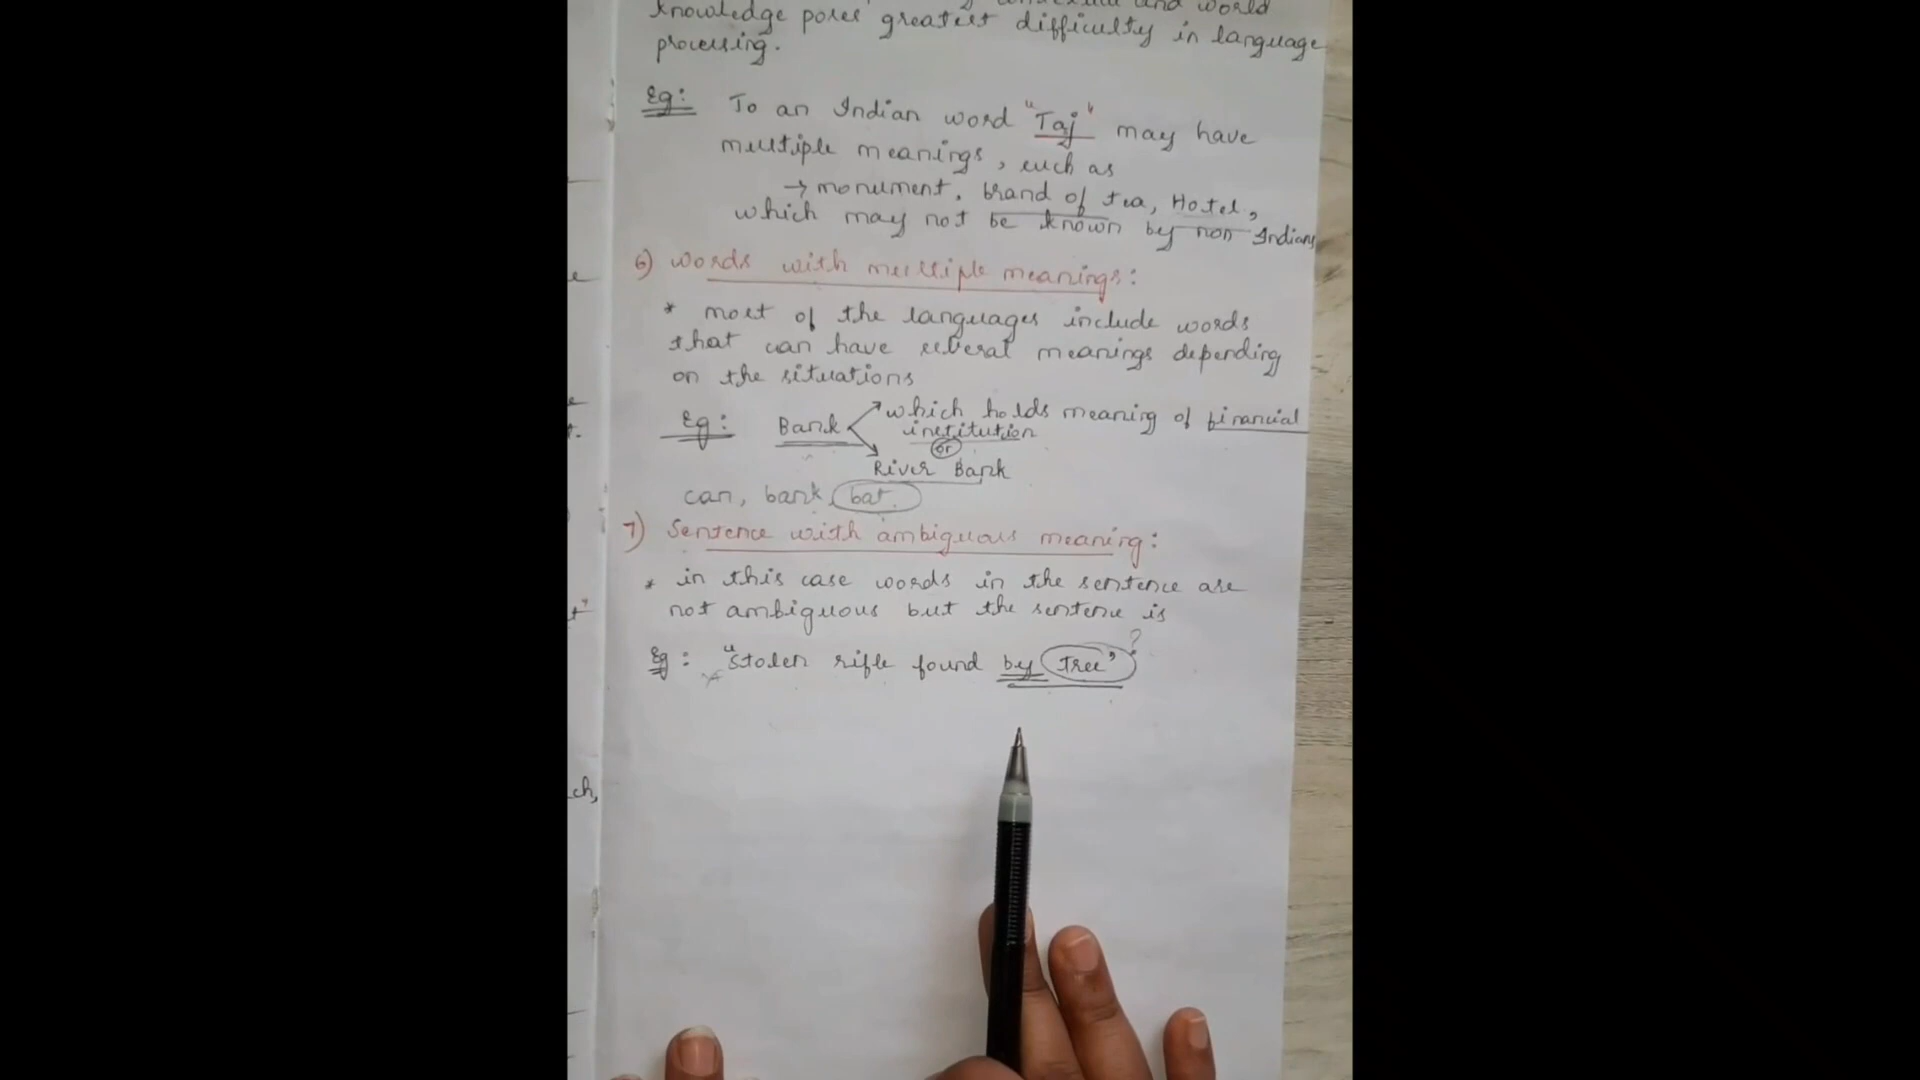 and world
knowledge poses greatest difficulty in language
processing.
Eg: To an Indian word "Taj" may have
multiple meanings, such as
→ monument, brand of tea, Hotel,
which may not be known by non Indians
6) Words with multiple meanings:
* most of the languages include words
that can have several meanings depending
on the situations
Eg: Bank which holds meaning of financial
institution
or
River Bank
can, bank, bat.
7) Sentence with ambiguous meaning:
* in this case words in the sentence are
not ambiguous but the sentence is
Eg: "Stolen rifle found by tree" ?
ch,